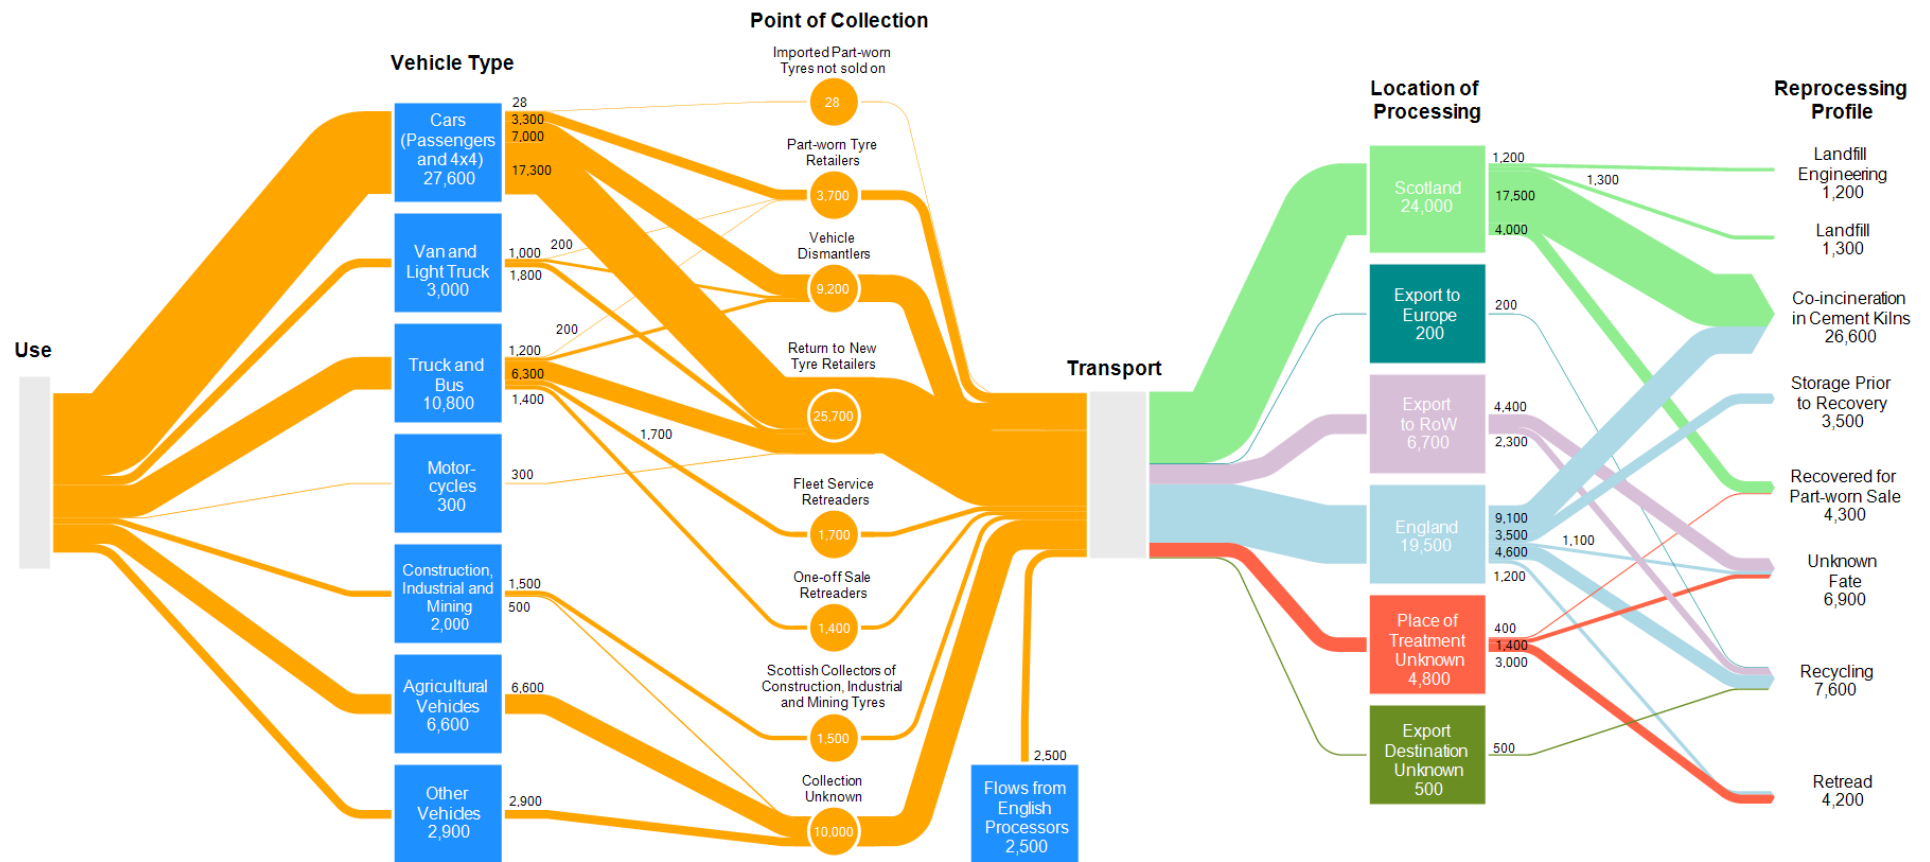 Use
Vehicle Type
Cars
(Passengers
and 4x4)
27,600
28
3,300
7,000
17,300
Van and
Light Truck
3,000
1,000
200
1,800
Truck and
Bus
10,800
200
1,200
6,300
1,400
1,700
Motor-
cycles
300
300
Construction,
Industrial and
Mining
2,000
1,500
500
Agricultural
Vehicles
6,600
6,600
Other
Vehicles
2,900
2,900
Point of Collection
Imported Part-worn
Tyres not sold on
28
Part-worn Tyre
Retailers
3,700
Vehicle
Dismantlers
9,200
Return to New
Tyre Retailers
25,700
Fleet Service
Retreaders
1,700
One-off Sale
Retreaders
1,400
Scottish Collectors of
Construction, Industrial
and Mining Tyres
1,500
Collection
Unknown
10,000
2,500
Flows from
English
Processors
2,500
Transport
Location of
Processing
Scotland
24,000
1,200
1,300
17,500
4,000
Export to
Europe
200
200
Export
to RoW
6,700
4,400
2,300
England
19,500
9,100
3,500
4,600
1,100
1,200
Place of
Treatment
Unknown
4,800
400
1,400
3,000
Export
Destination
Unknown
500
500
Reprocessing
Profile
Landfill
Engineering
1,200
Landfill
1,300
Co-incineration
in Cement Kilns
26,600
Storage Prior
to Recovery
3,500
Recovered for
Part-worn Sale
4,300
Unknown
Fate
6,900
Recycling
7,600
Retread
4,200